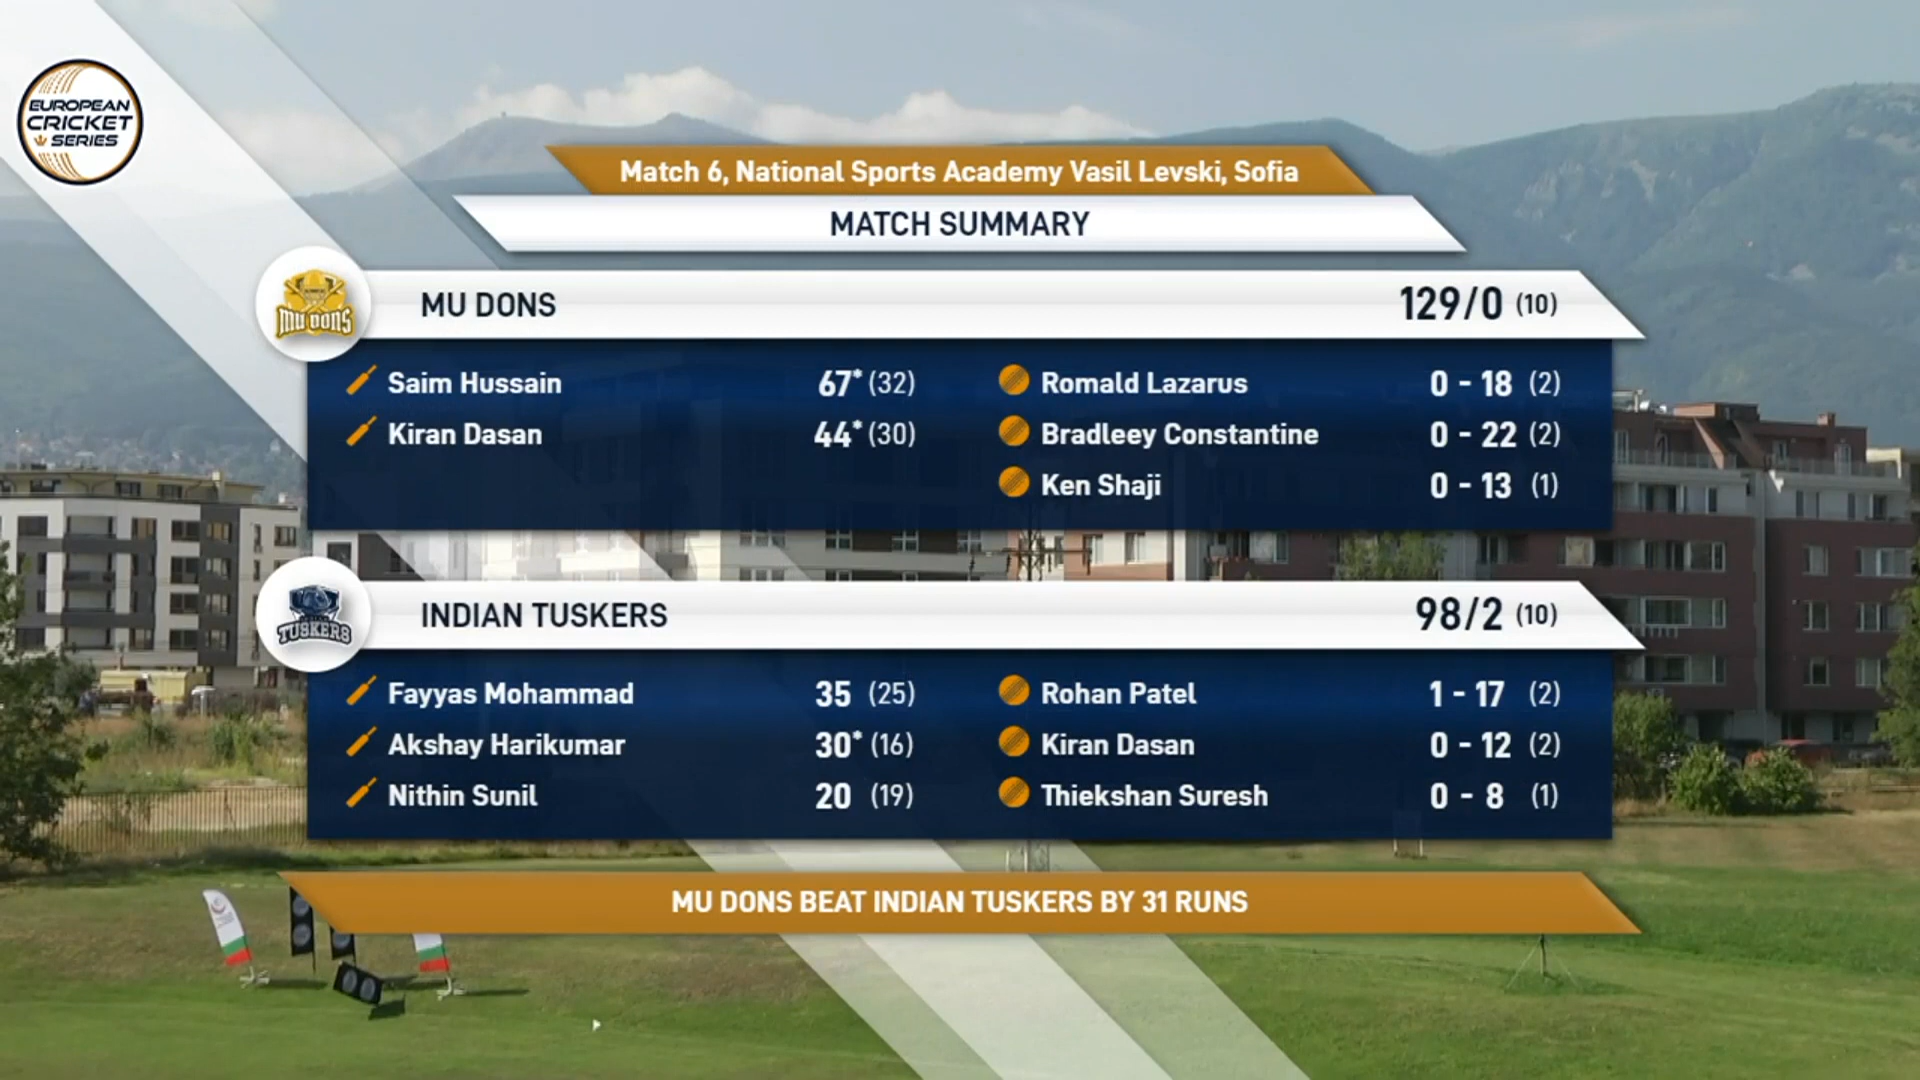 EUROPEAN
CRICKET
SERIES
Match 6, National Sports Academy Vasil Levski, Sofia
MATCH SUMMARY
MU DONS
MU DONS 129/0 (10)
Saim Hussain 67* (32) Romald Lazarus 0 - 18 (2)
Kiran Dasan 44* (30) Bradleey Constantine 0 - 22 (2)
Ken Shaji 0 - 13 (1)
TUSKERS
INDIAN TUSKERS 98/2 (10)
Fayyas Mohammad 35 (25) Rohan Patel 1 - 17 (2)
Akshay Harikumar 30* (16) Kiran Dasan 0 - 12 (2)
Nithin Sunil 20 (19) Thiekshan Suresh 0 - 8 (1)
MU DONS BEAT INDIAN TUSKERS BY 31 RUNS